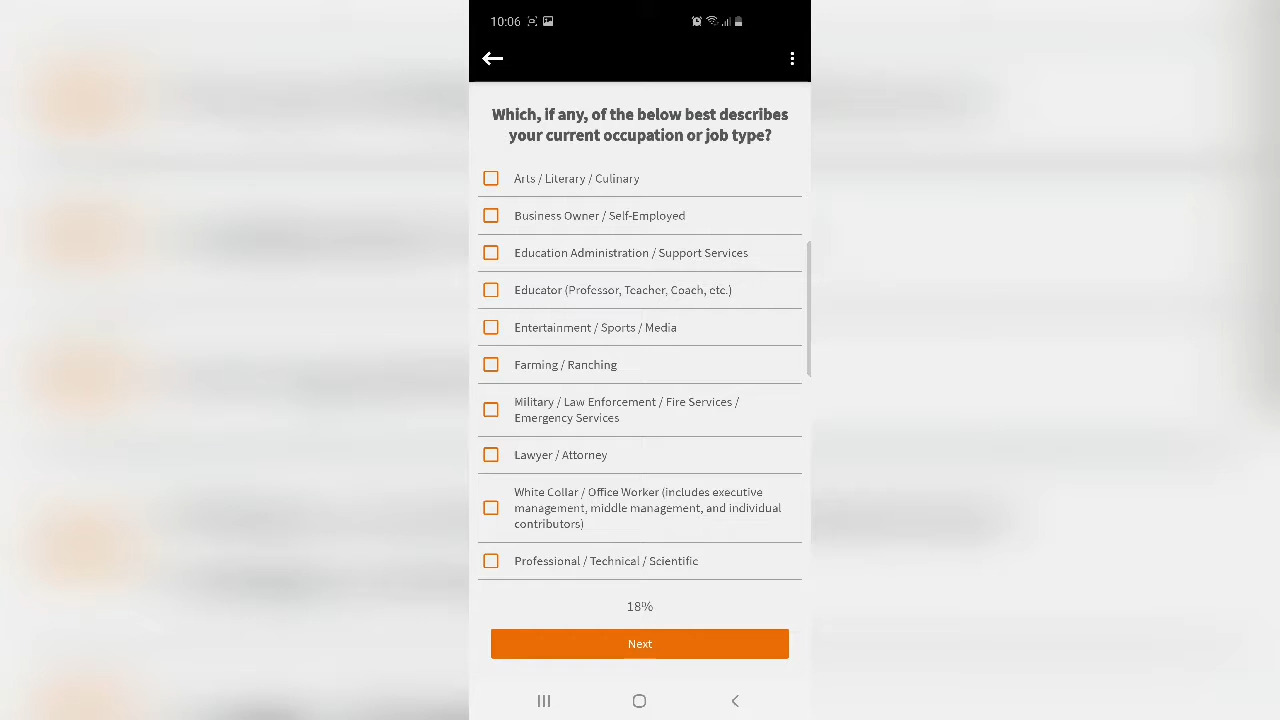 10:06
Which, if any, of the below best describes
your current occupation or job type?
Arts / Literary / Culinary
Business Owner / Self-Employed
Education Administration / Support Services
Educator (Professor, Teacher, Coach, etc.)
Entertainment / Sports / Media
Farming / Ranching
Military / Law Enforcement / Fire Services /
Emergency Services
Lawyer / Attorney
White Collar / Office Worker (includes executive
management, middle management, and individual
contributors)
Professional / Technical / Scientific
18%
Next